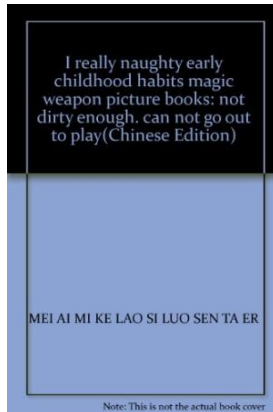 I really naughty early
childhood habits magic
weapon picture books: not
dirty enough. can not go out
to play(Chinese Edition)
MEI AI MI KE LAO SI LUO SEN TA ER
Note: This is not the actual book cover